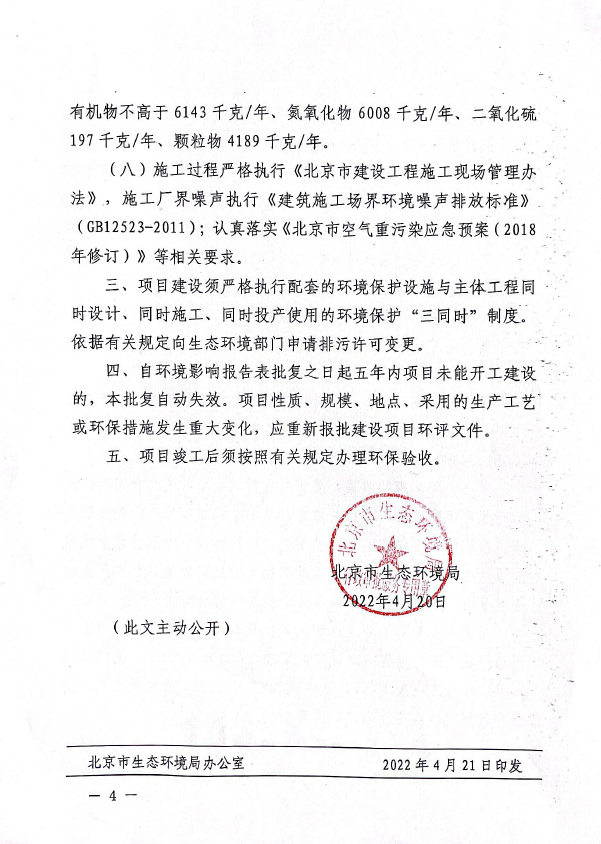 有机物不高于 6143 千克/年、氮氧化物 6008 千克/年、二氧化硫
197 千克/年、颗粒物 4189 千克/年。
（八）施工过程严格执行《北京市建设工程施工现场管理办
法》，施工厂界噪声执行《建筑施工场界环境噪声排放标准》
（GB12523-2011）；认真落实《北京市空气重污染应急预案（2018
年修订）》等相关要求。
三、项目建设须严格执行配套的环境保护设施与主体工程同
时设计、同时施工、同时投产使用的环境保护“三同时”制度。
依据有关规定向生态环境部门申请排污许可变更。
四、自环境影响报告表批复之日起五年内项目未能开工建设
的，本批复自动失效。项目性质、规模、地点、采用的生产工艺
或环保措施发生重大变化，应重新报批建设项目环评文件。
五、项目竣工后须按照有关规定办理环保验收。
北京市生态环境局
北京市生态环境局
2022年4月20日
（此文主动公开）
北京市生态环境局办公室 2022 年 4 月 21 日印发
— 4 —